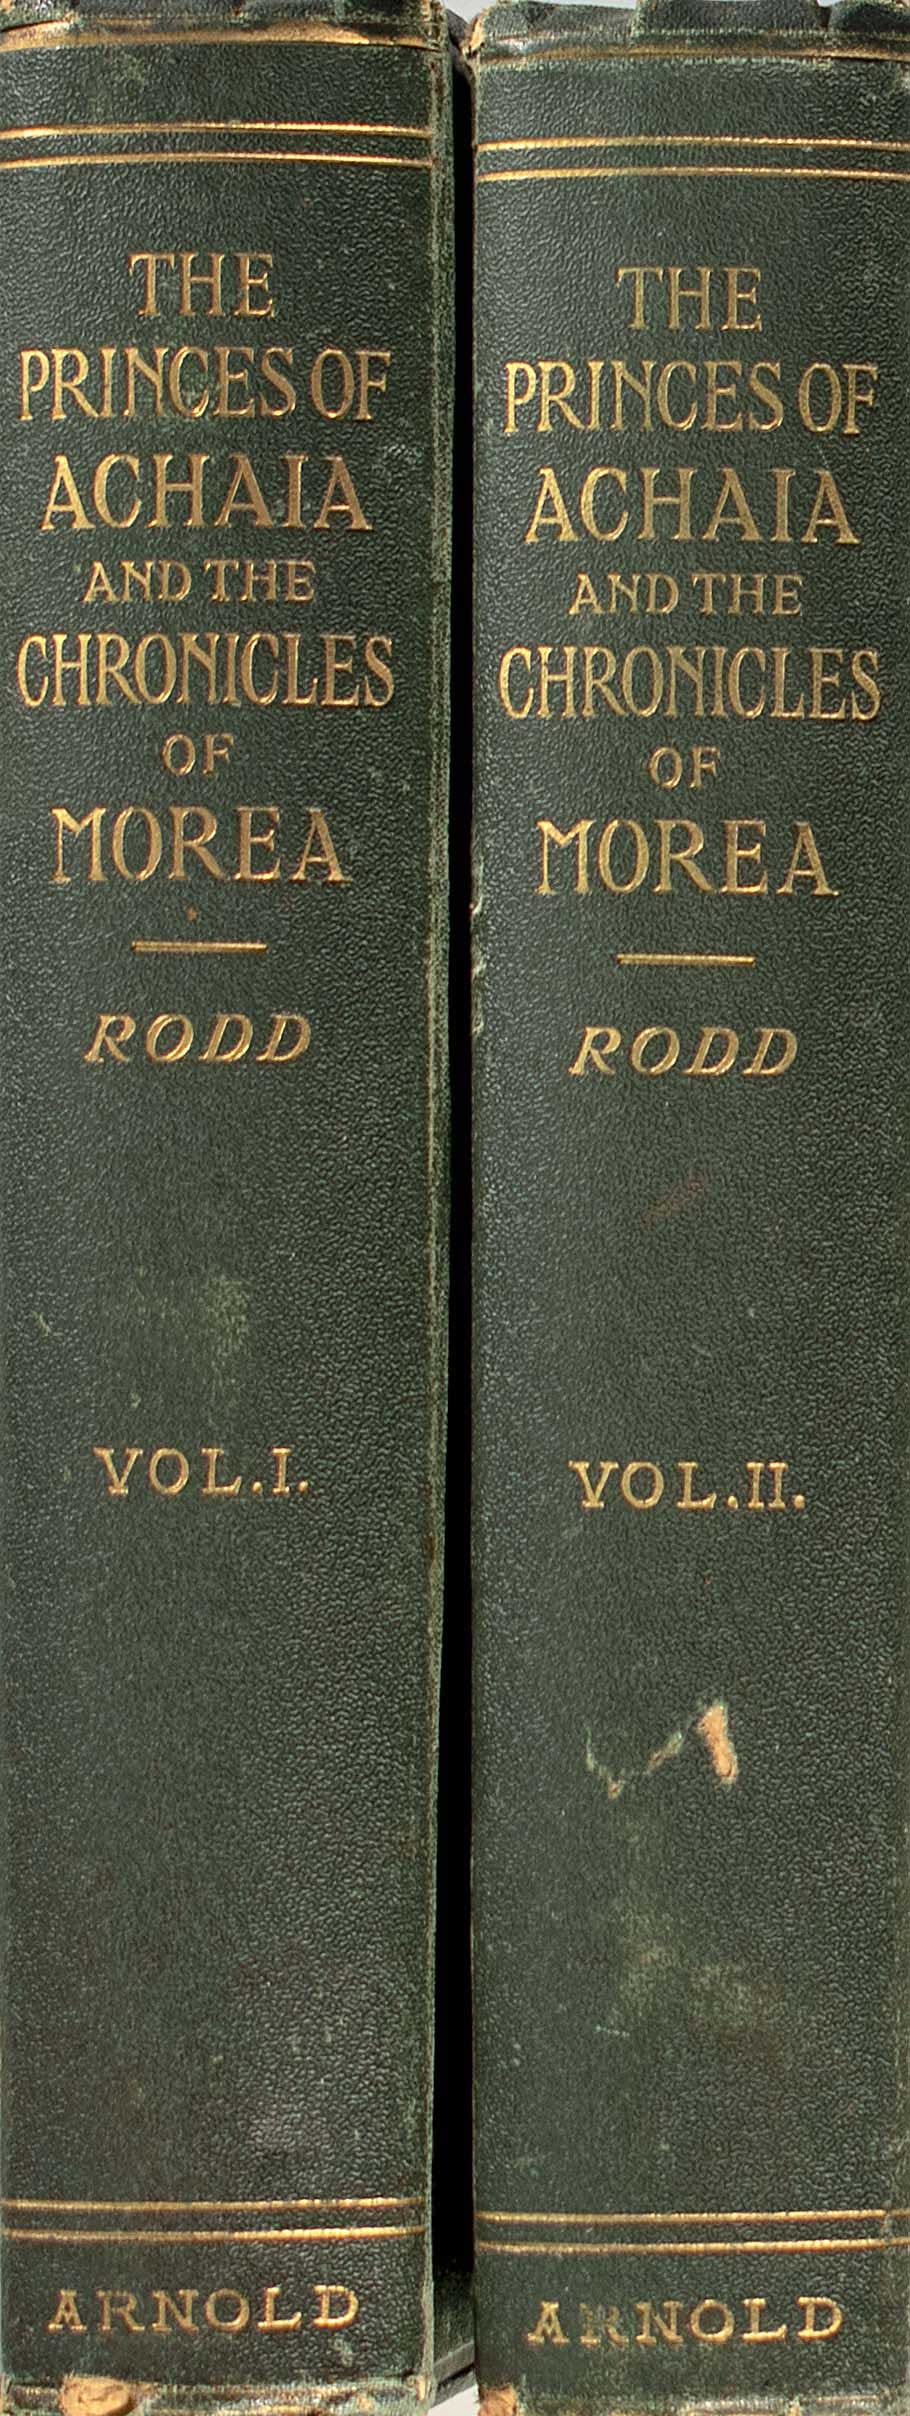 THE
PRINCES OF
ACHAIA
AND THE
CHRONICLES
OF
MOREA
RODD
VOL.I.
ARNOLD
THE
PRINCES OF
ACHAIA
AND THE
CHRONICLES
OF
MOREA
RODD
VOL.II.
ARNOLD